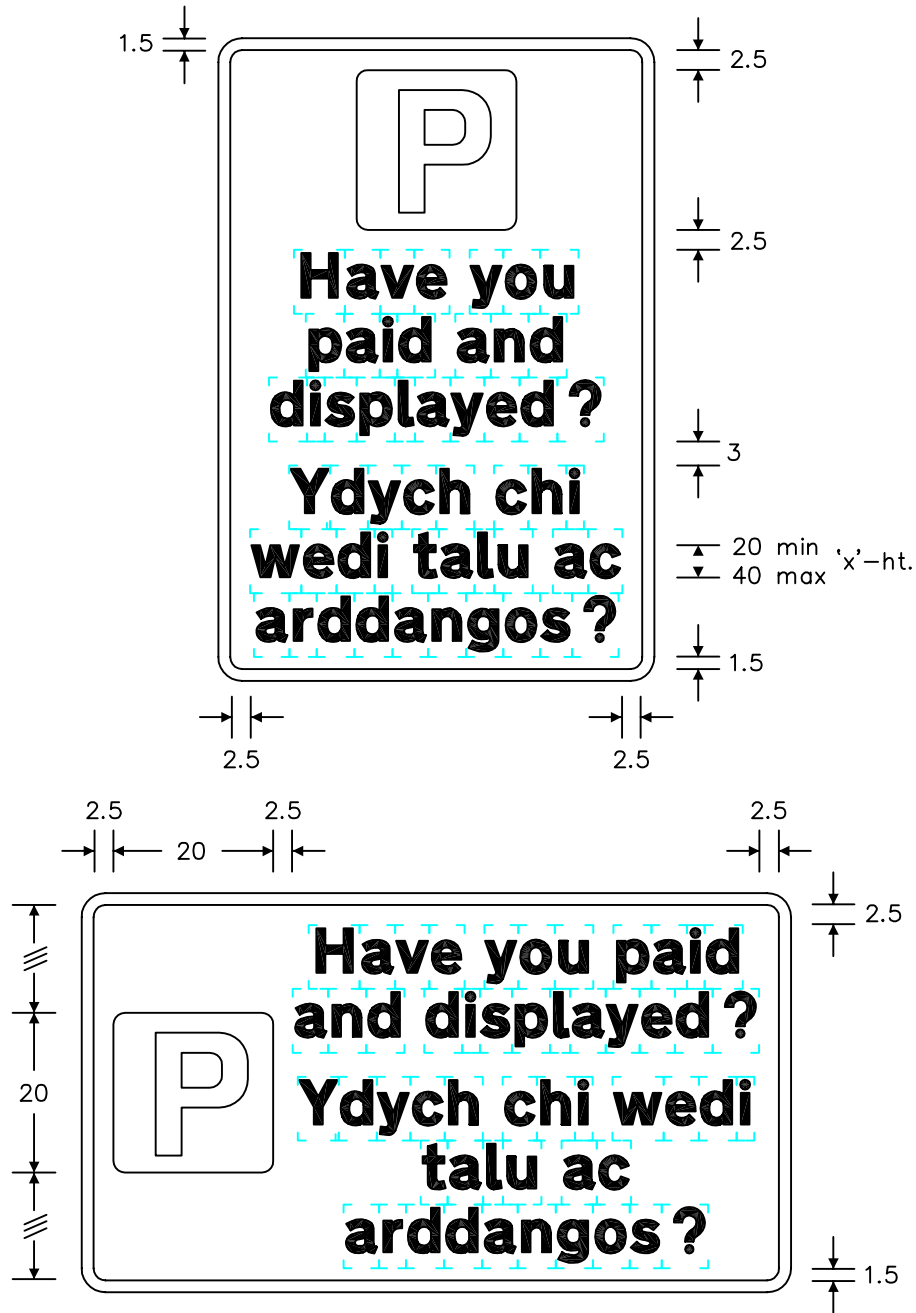 1.5
2.5
P
2.5
Have you
paid and
displayed ?
3
Ydych chi
wedi talu ac
arddangos ?
20 min
40 max
'x'-ht.
1.5
2.5
2.5
2.5
2.5
2.5
20
2.5
P
20
Have you paid
and displayed ?
Ydych chi wedi
talu ac
arddangos ?
1.5